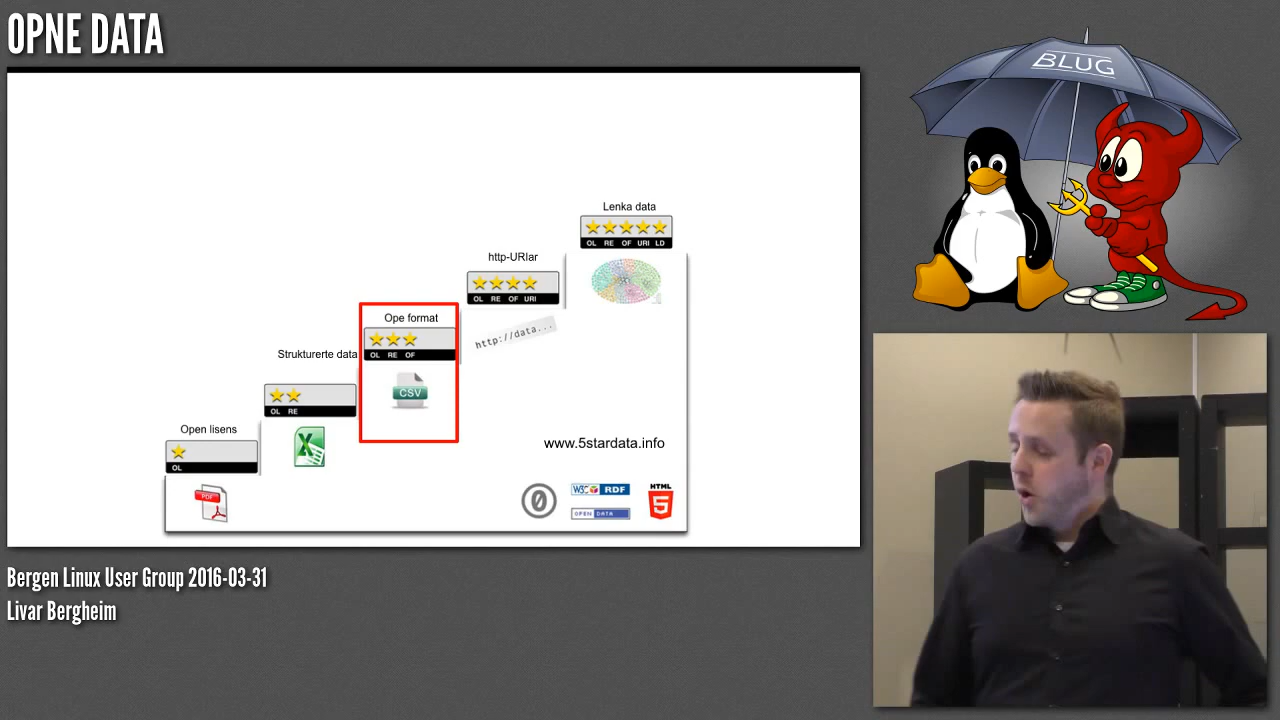 OPNE DATA
BLUG
Lenka data
OL RE OF URI LD
http-URIar
OL RE OF URI
http://data...
Ope format
OL RE OF
CSV
Strukturerte data
OL RE
Open lisens
OL
PDF
www.5stardata.info
W3C RDF
OPEN DATA
HTML
5
Bergen Linux User Group 2016-03-31
Livar Bergheim